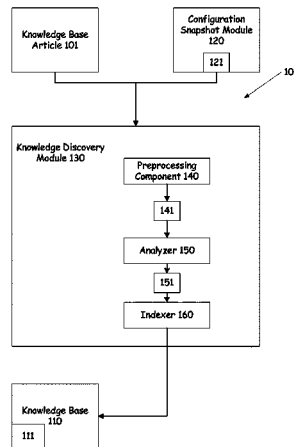 Knowledge Base
Article 101
Configuration
Snapshot Module
120
121
10
Knowledge Discovery
Module 130
Preprocessing
Component 140
141
Analyzer 150
151
Indexer 160
Knowledge Base
110
111